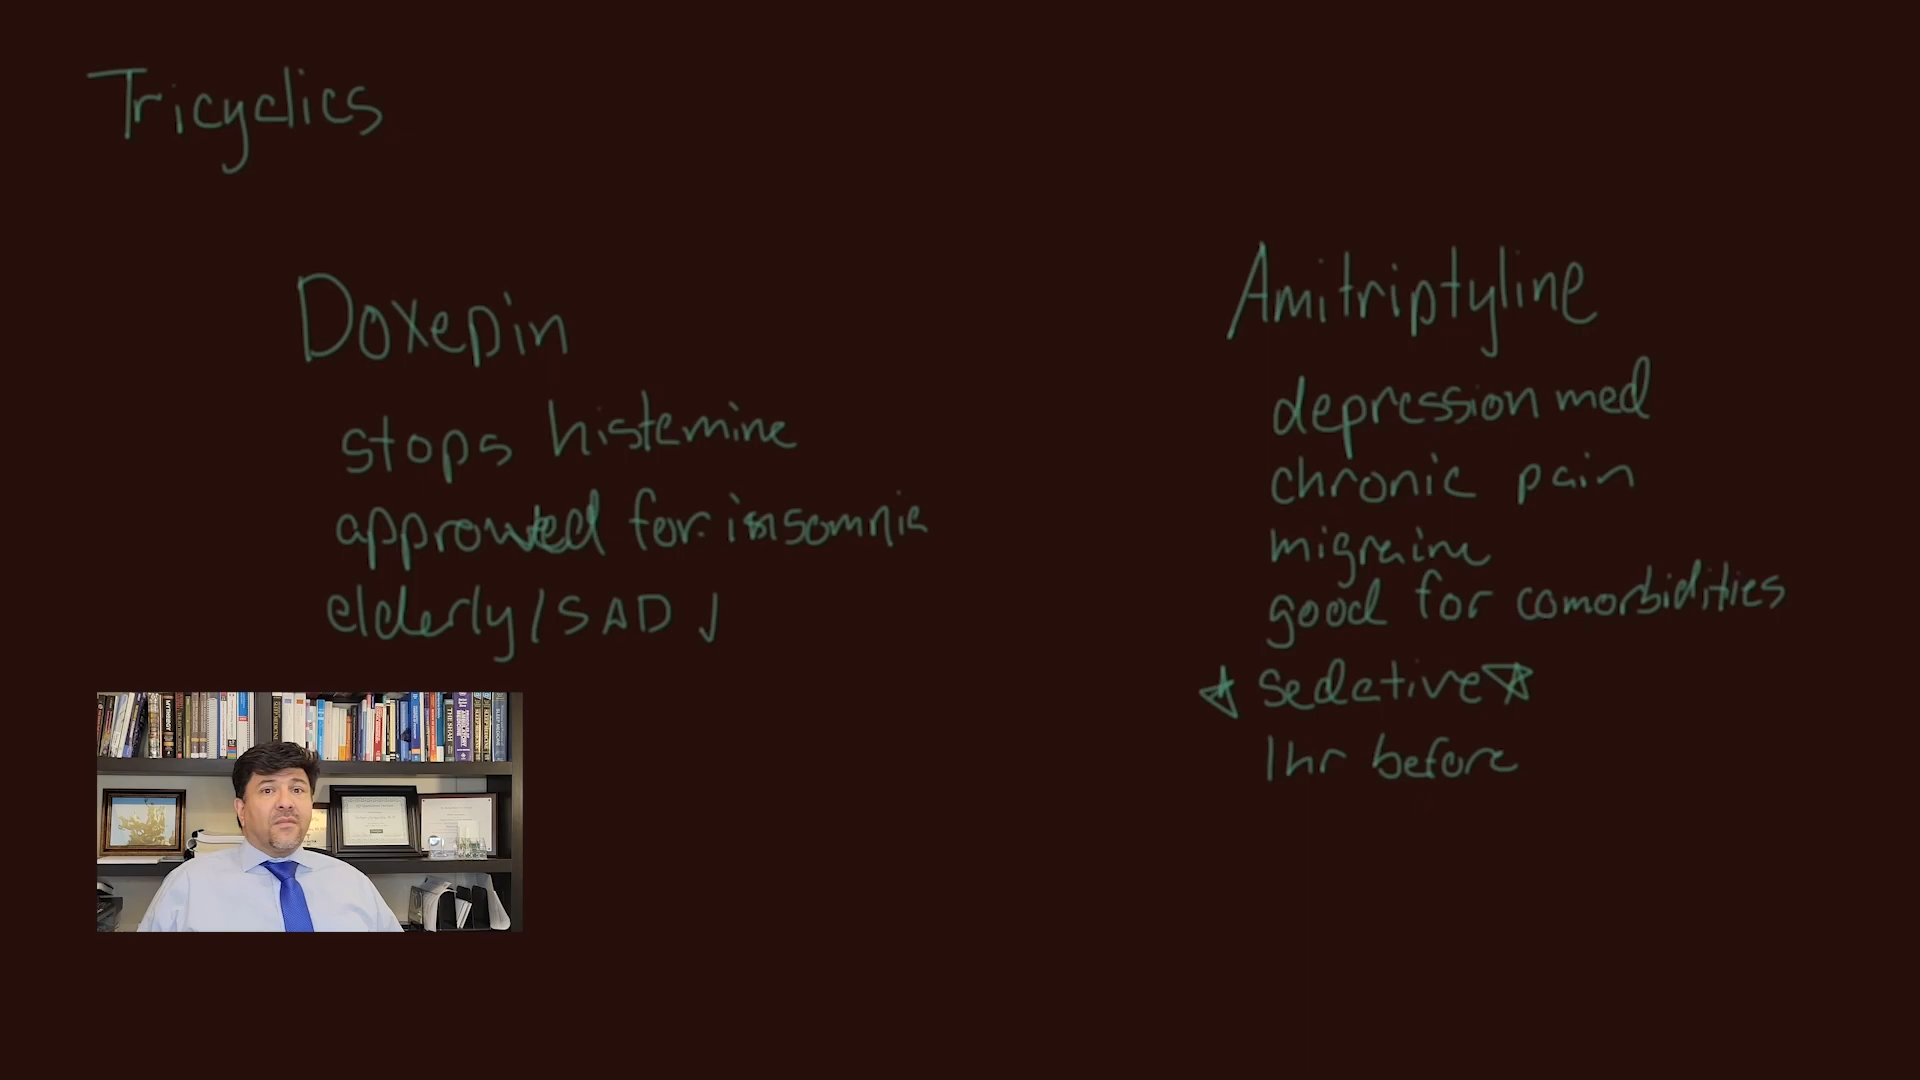 Tricyclics
Doxepin
stops histemine
approved for insomnia
elderly/SAD ↓
Amitriptyline
depression med
chronic pain
migraine
good for comorbidities
☆ sedative ☆
1hr before